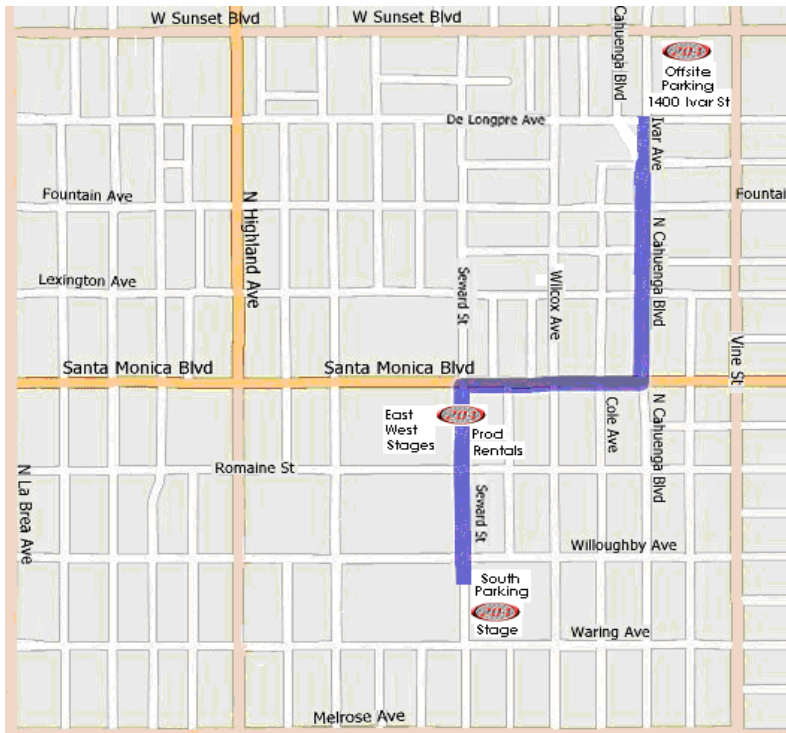 W Sunset Blvd
W Sunset Blvd
Cahuenga Blvd
203
Offsite
Parking
1400 Ivar St
De Longpre Ave
Ivar Ave
Fountain Ave
N Highland Ave
Fountai
N Cahuenga Blvd
Lexington Ave
Seward St
Wilcox Ave
Vine St
Santa Monica Blvd
Santa Monica Blvd
East
West
Stages
203
Prod
Rentals
Cole Ave
N Cahuenga Blvd
N La Brea Ave
Romaine St
Seward St
Willoughby Ave
South
Parking
203
Stage
Waring Ave
Melrose Ave